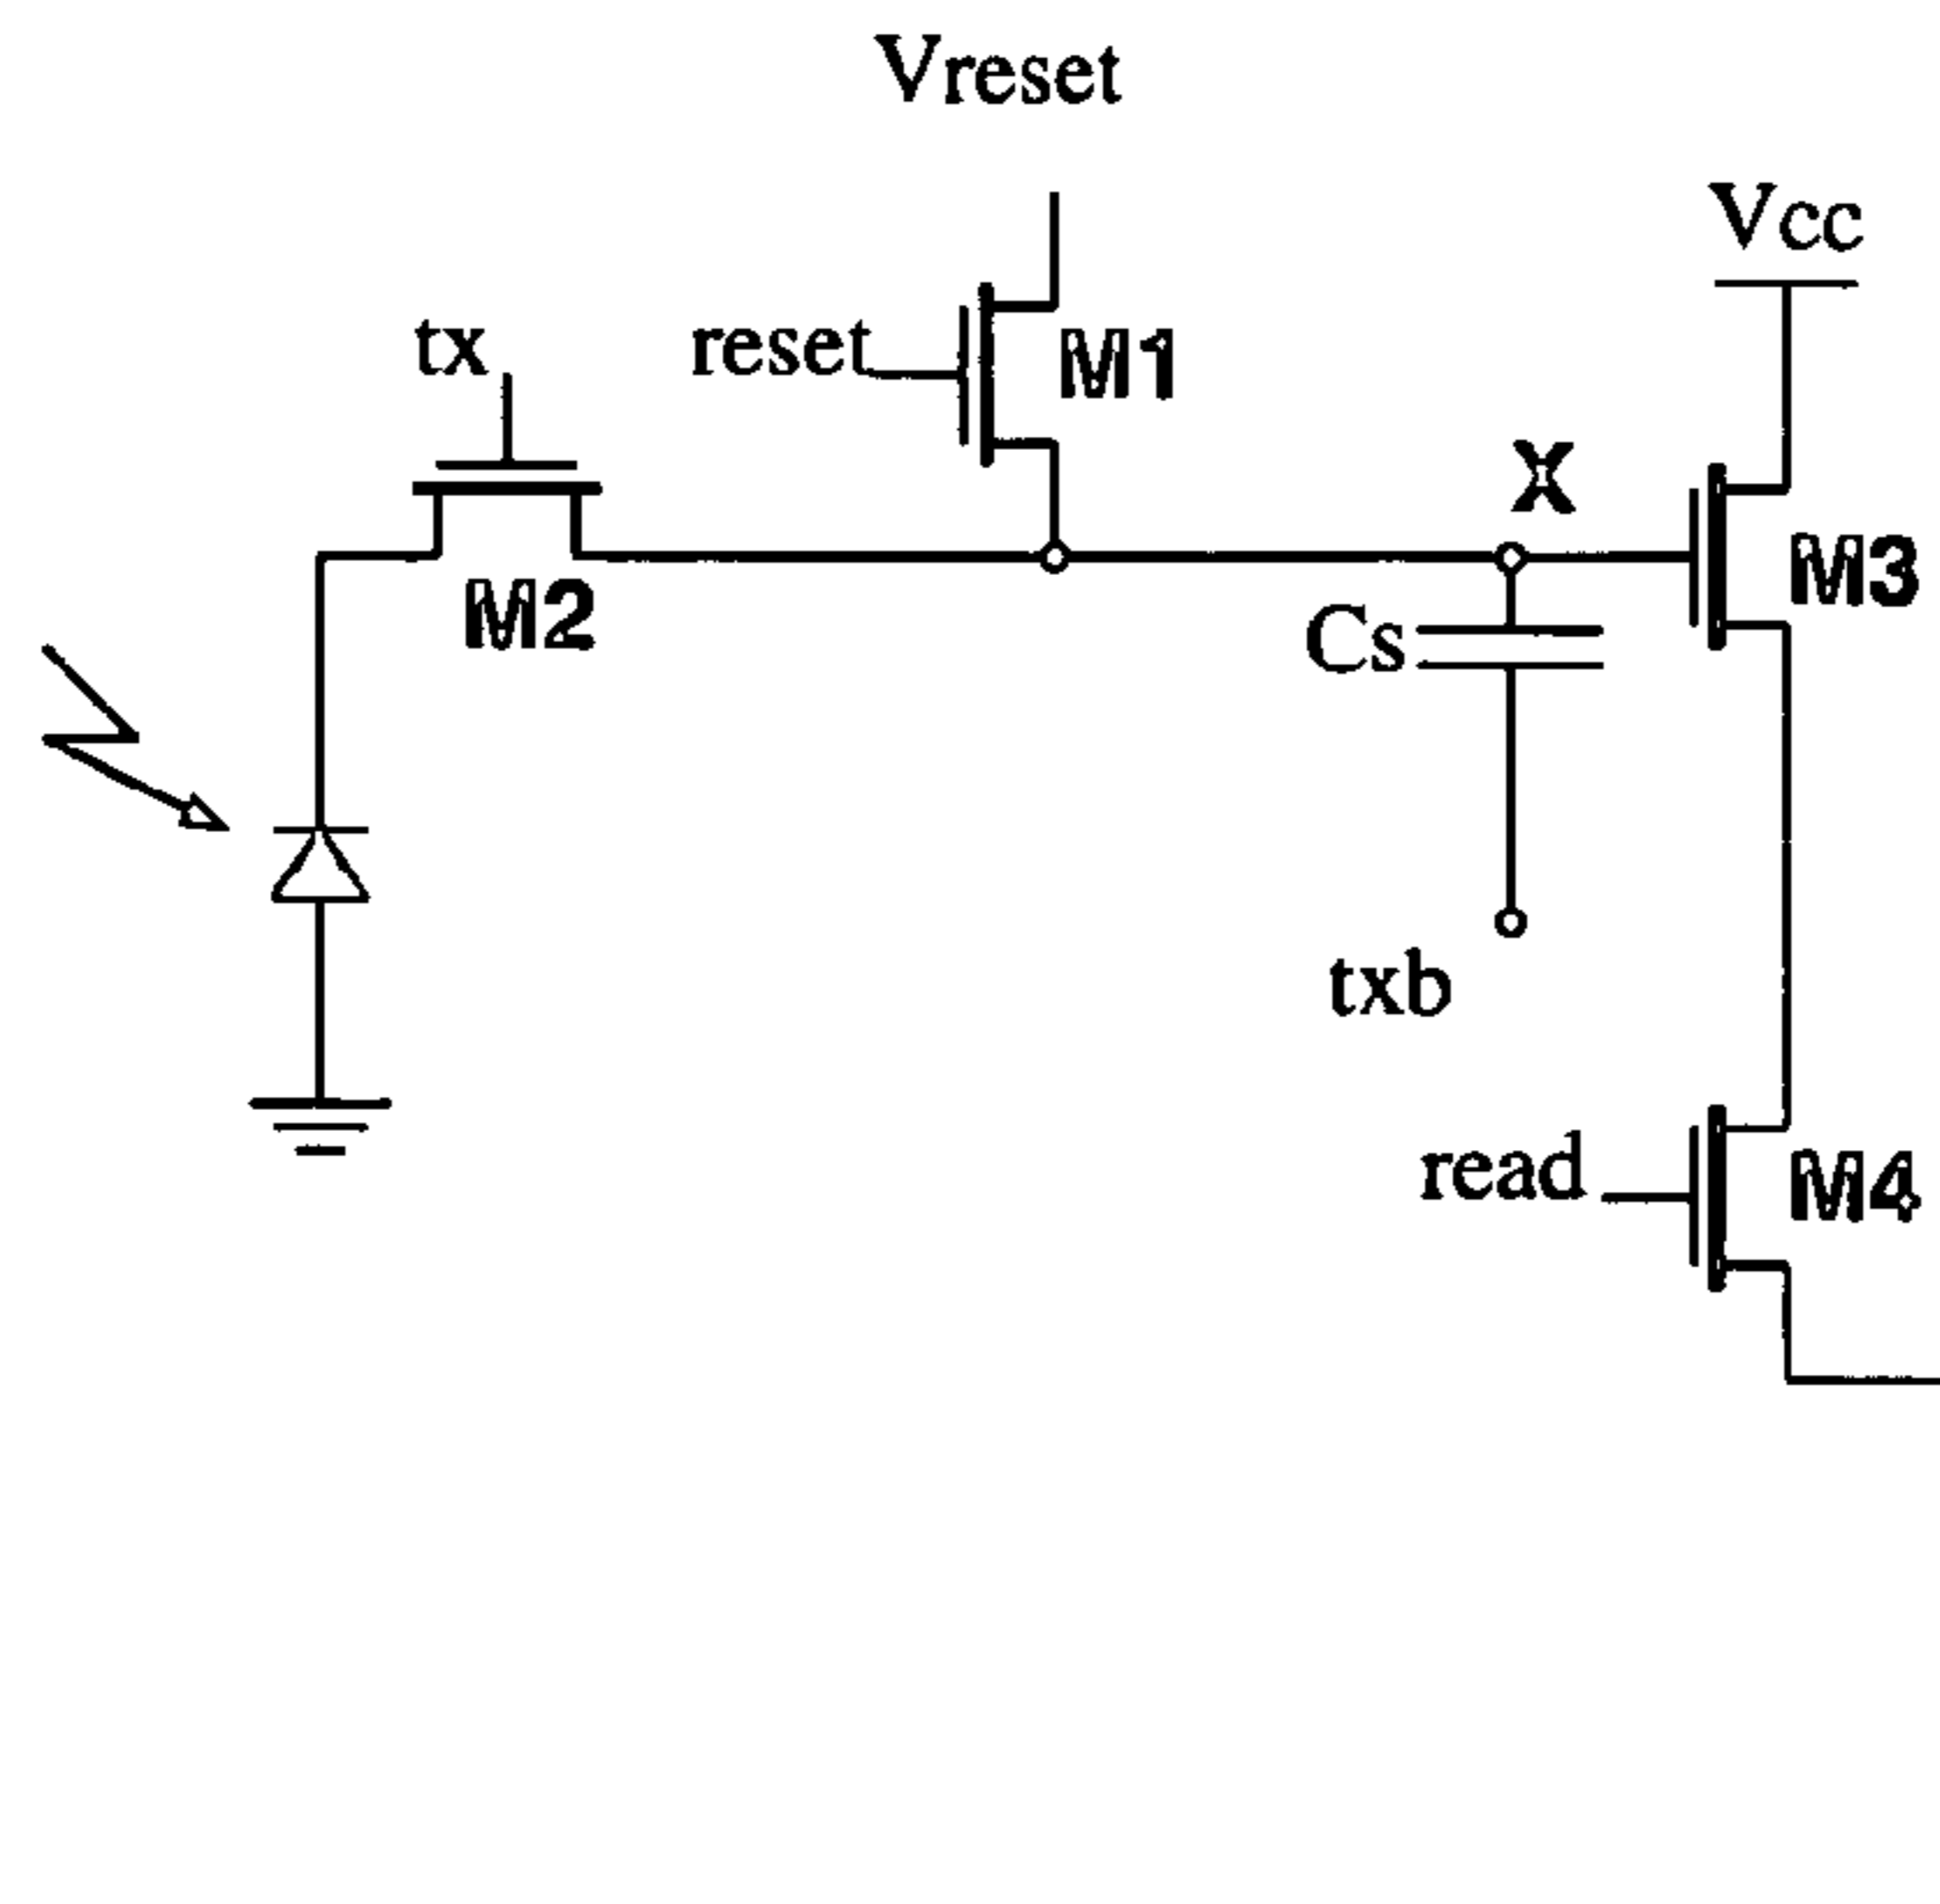 Vreset
Vcc
tx
reset
M1
X
M3
M2
Cs
txb
read
M4